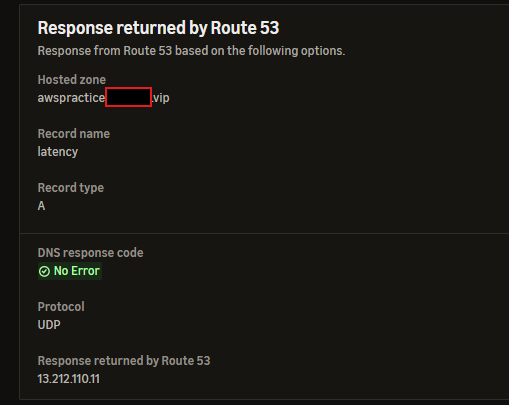 Response returned by Route 53
Response from Route 53 based on the following options.
Hosted zone
awspractice .vip
Record name
latency
Record type
A
DNS response code
No Error
Protocol
UDP
Response returned by Route 53
13.212.110.11